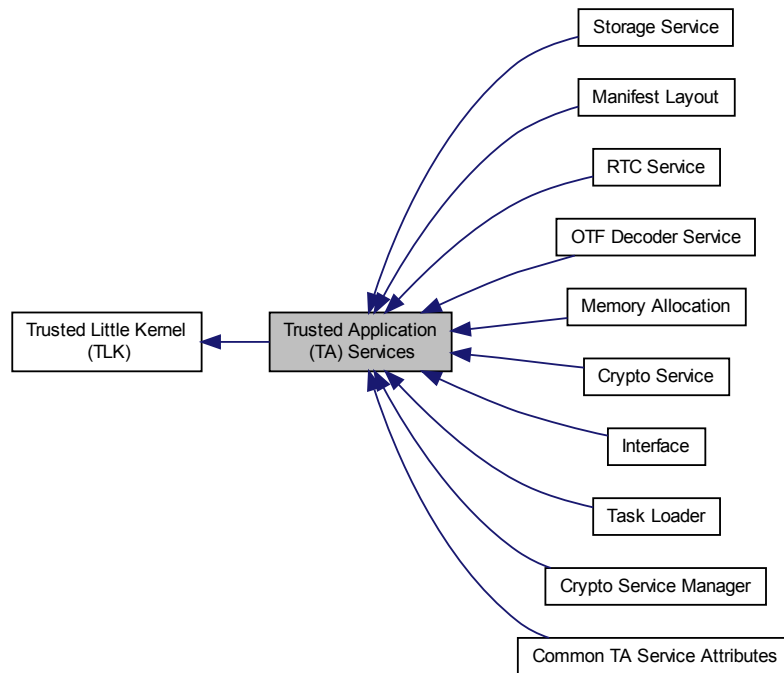 Storage Service
Manifest Layout
RTC Service
OTF Decoder Service
Memory Allocation
Trusted Little Kernel
(TLK)
Trusted Application
(TA) Services
Crypto Service
Interface
Task Loader
Crypto Service Manager
Common TA Service Attributes